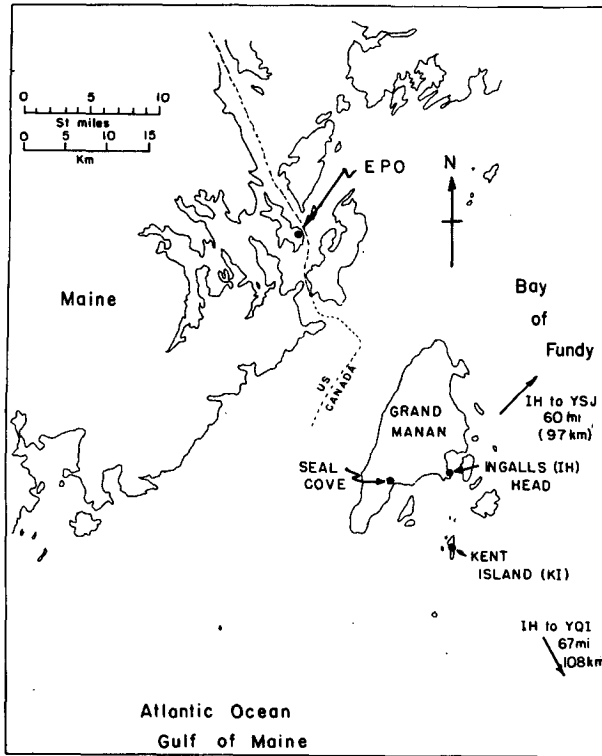 0 5 10
St miles
0 5 10 15
Km
EPO
N
Maine
Bay
of
Fundy
US
CANADA
IH to YSJ
60 mi
(97 km)
GRAND
MANAN
SEAL
COVE
INGALLS (IH)
HEAD
KENT
ISLAND (KI)
IH to YQI
67mi
108km
Atlantic Ocean
Gulf of Maine